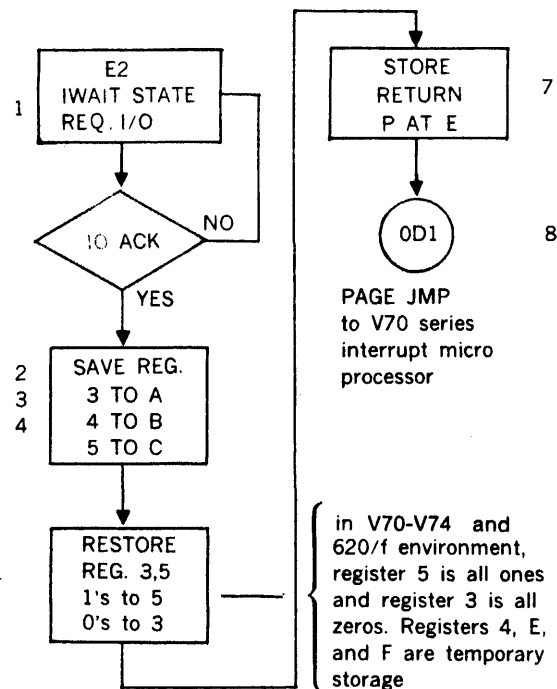 1
E2
IWAIT STATE
REQ. I/O
IO ACK
NO
YES
2
3
4
SAVE REG.
3 TO A
4 TO B
5 TO C
RESTORE
REG. 3,5
1's to 5
0's to 3
in V70-V74 and
620/f environment,
register 5 is all ones
and register 3 is all
zeros. Registers 4, E,
and F are temporary
storage
STORE
RETURN
P AT E
7
0D1
8
PAGE JMP
to V70 series
interrupt micro
processor